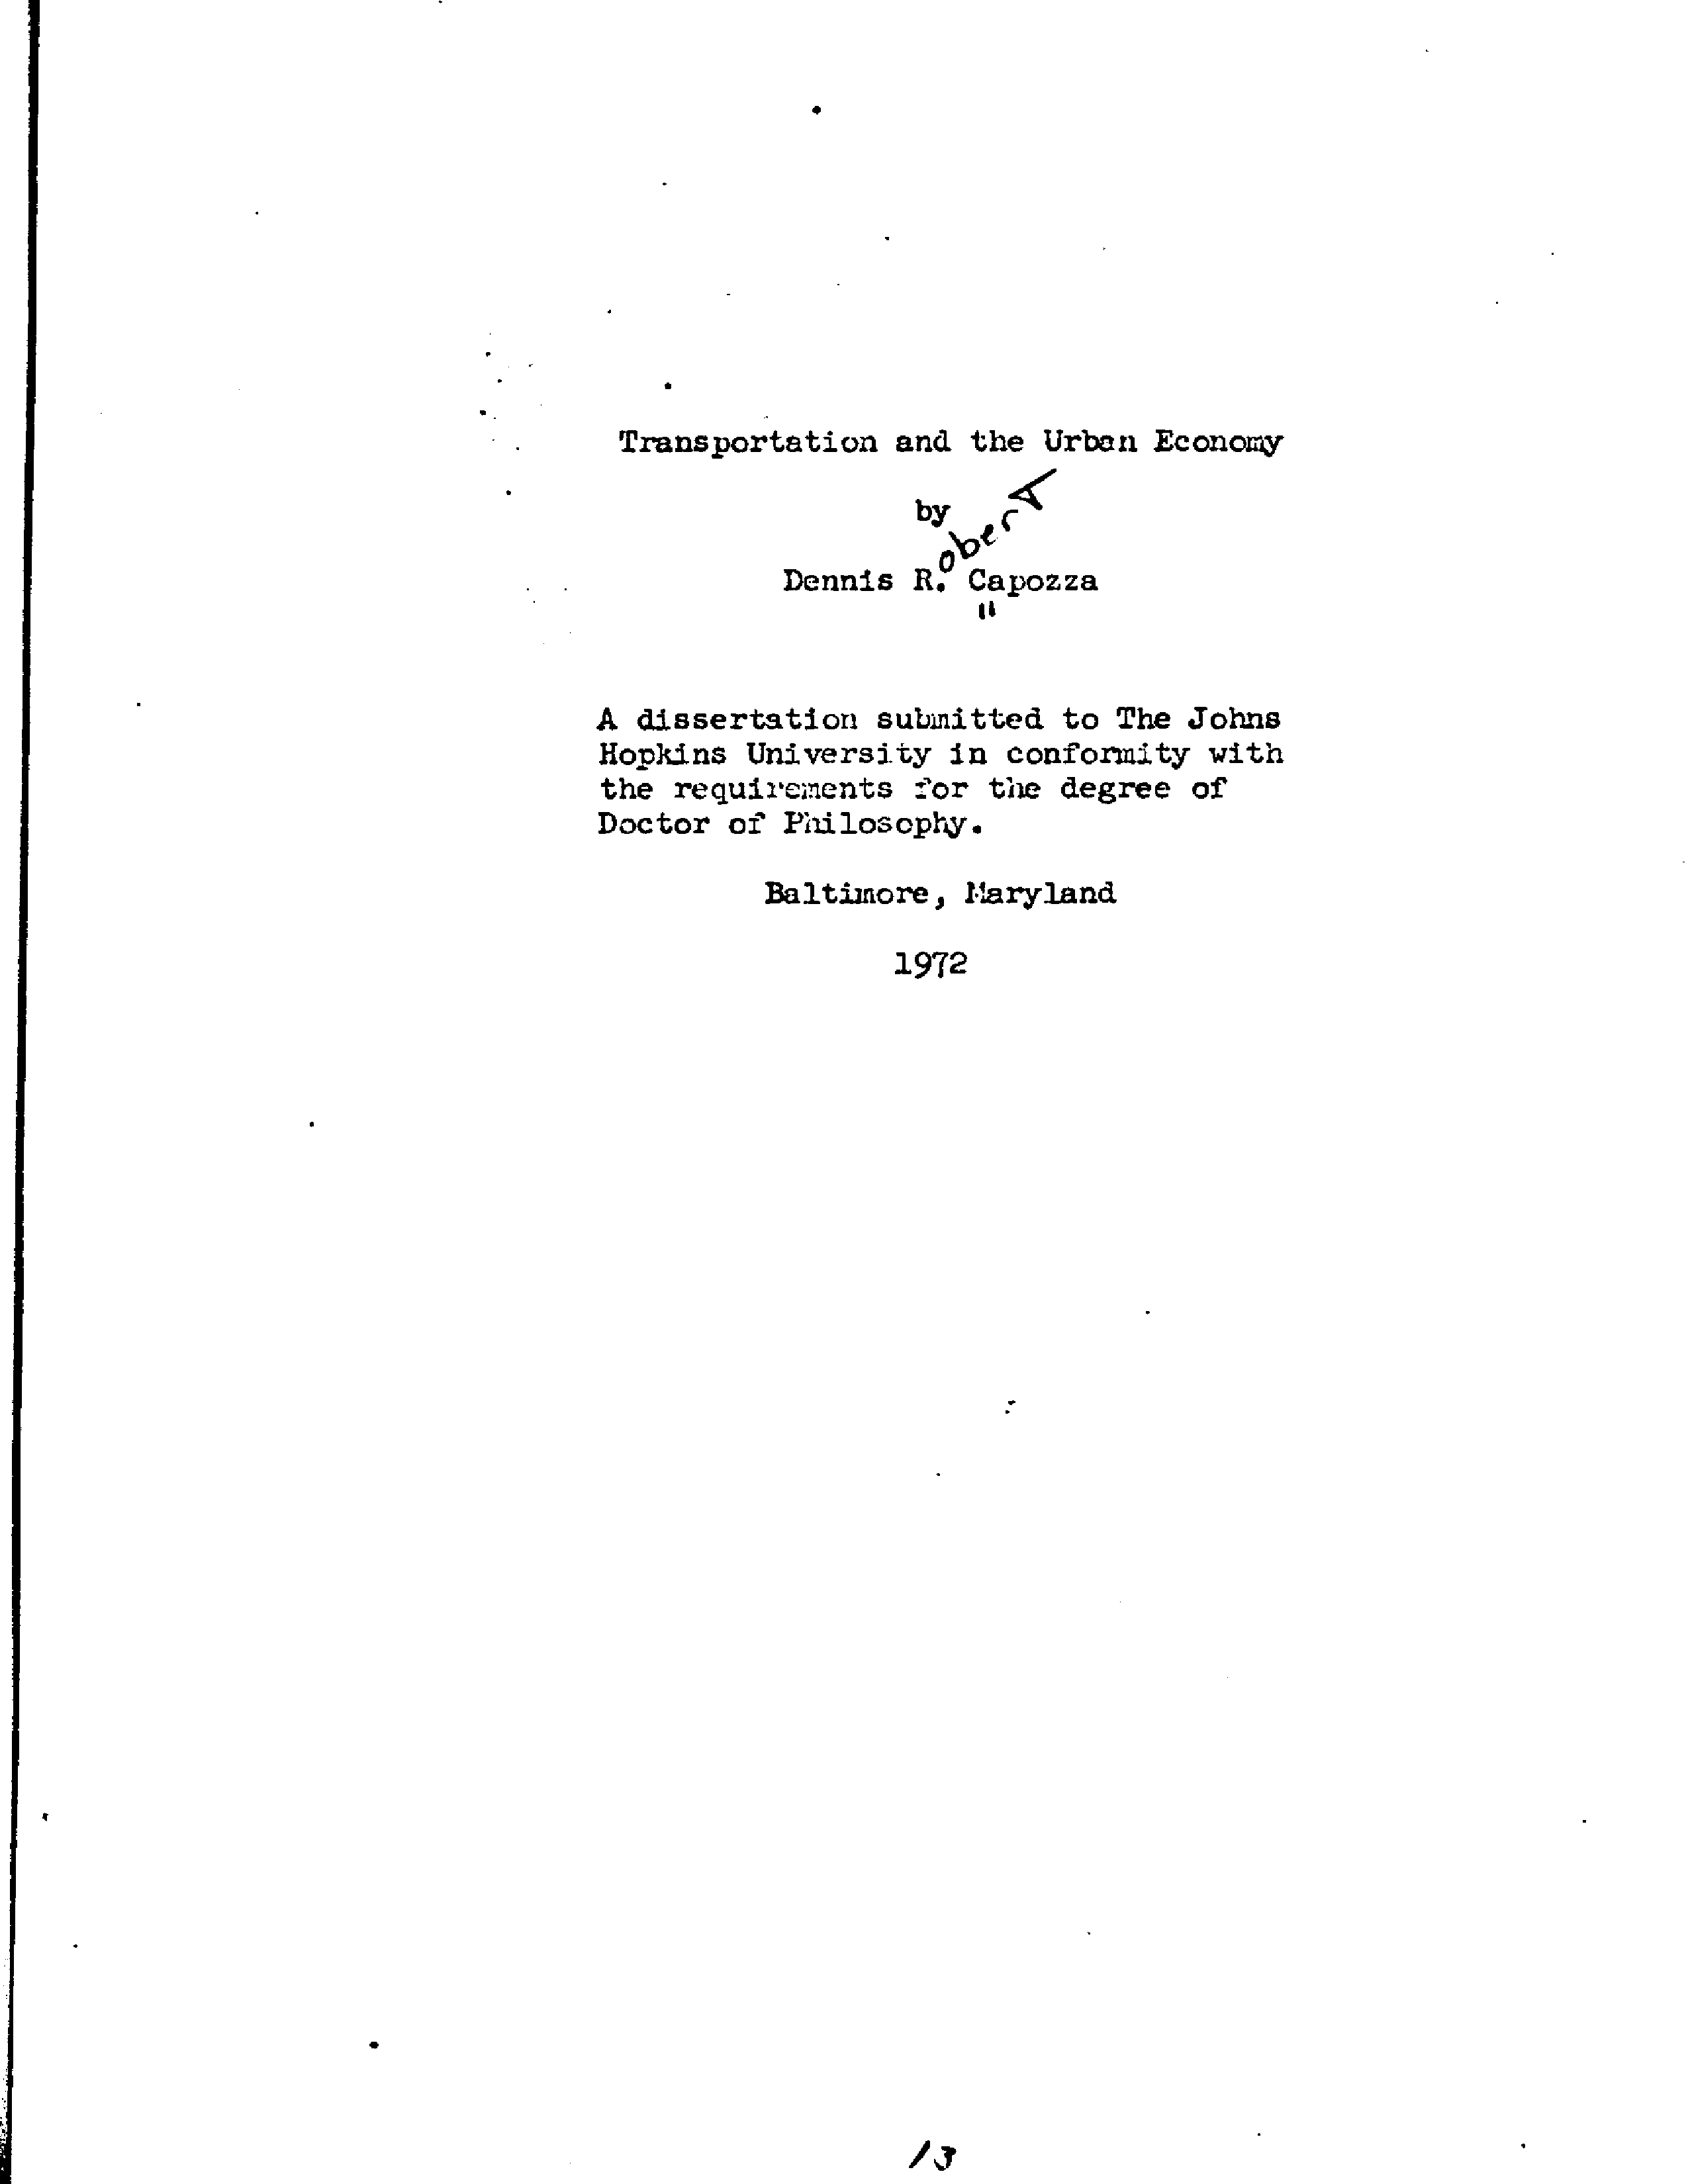 Transportation and the Urban Economy
by
obert
Dennis R. Capozza
"
A dissertation submitted to The Johns
Hopkins University in conformity with
the requirements for the degree of
Doctor of Philosophy.
Baltimore, Maryland
1972
13